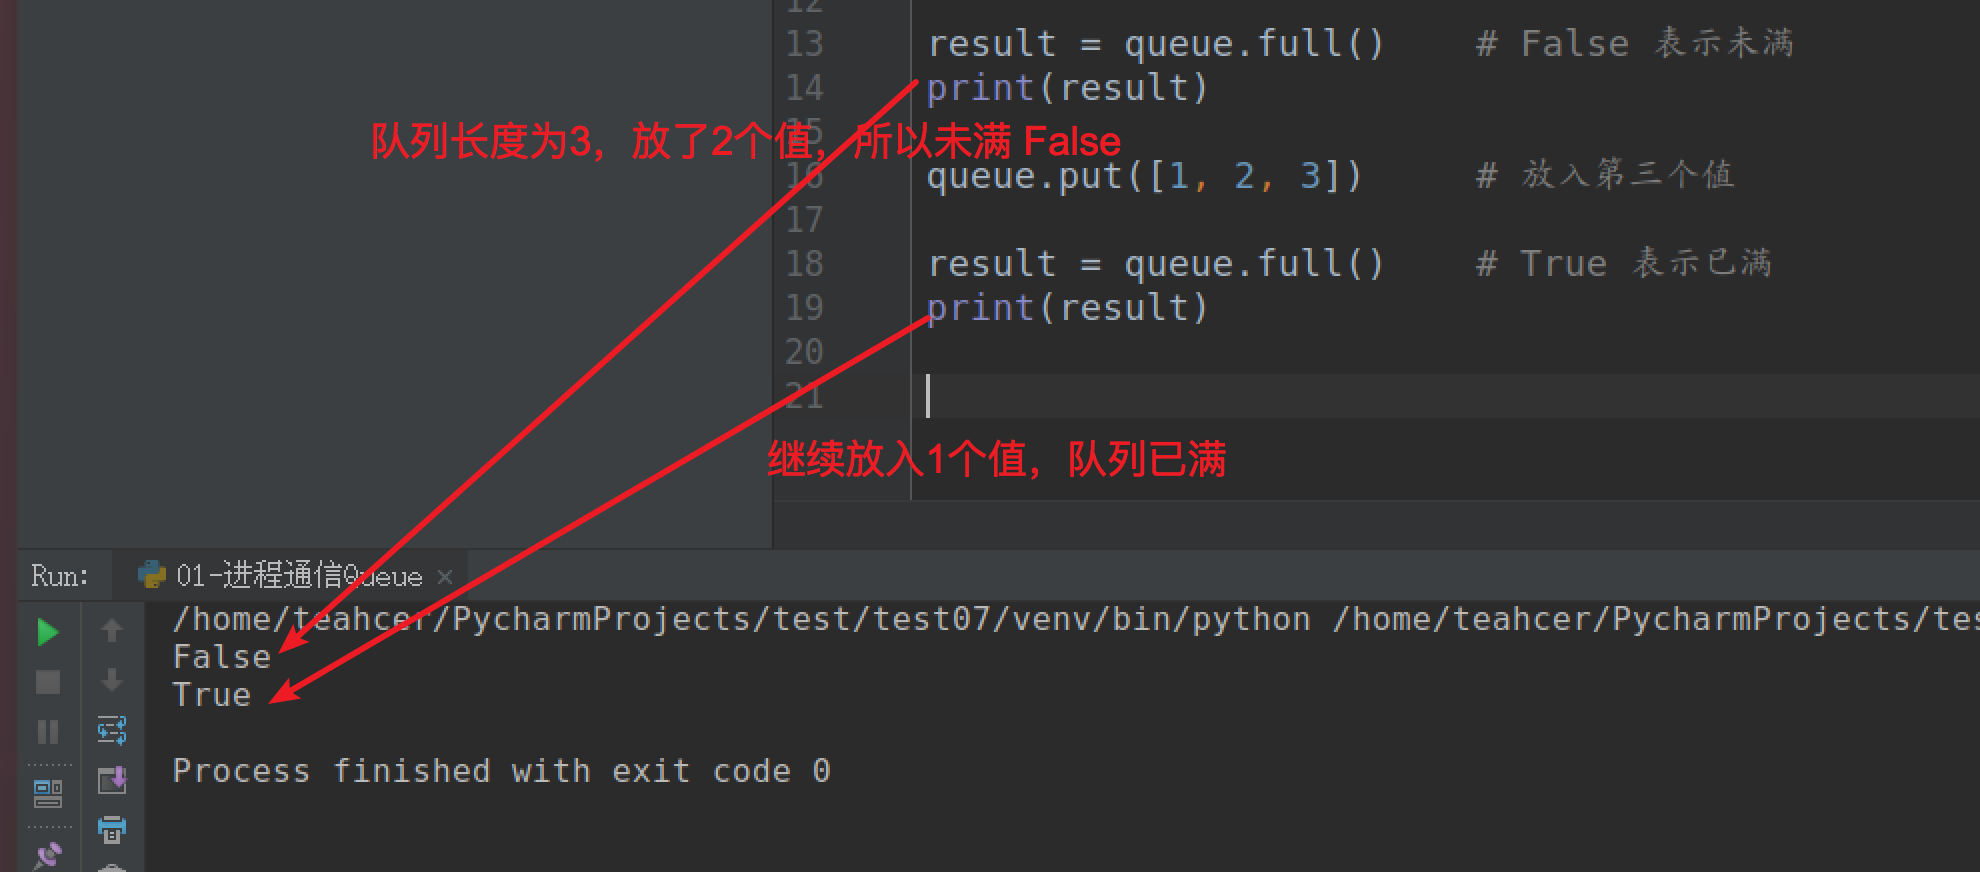 12
13 result = queue.full() # False 表示未满
14 print(result)
15
队列长度为3，放了2个值，所以未满 False
16 queue.put([1, 2, 3]) # 放入第三个值
17
18 result = queue.full() # True 表示已满
19 print(result)
20
21
继续放入1个值，队列已满
Run: 01-进程通信Queue ×
/home/teahcer/PycharmProjects/test/test07/venv/bin/python /home/teahcer/PycharmProjects/tes
False
True
Process finished with exit code 0